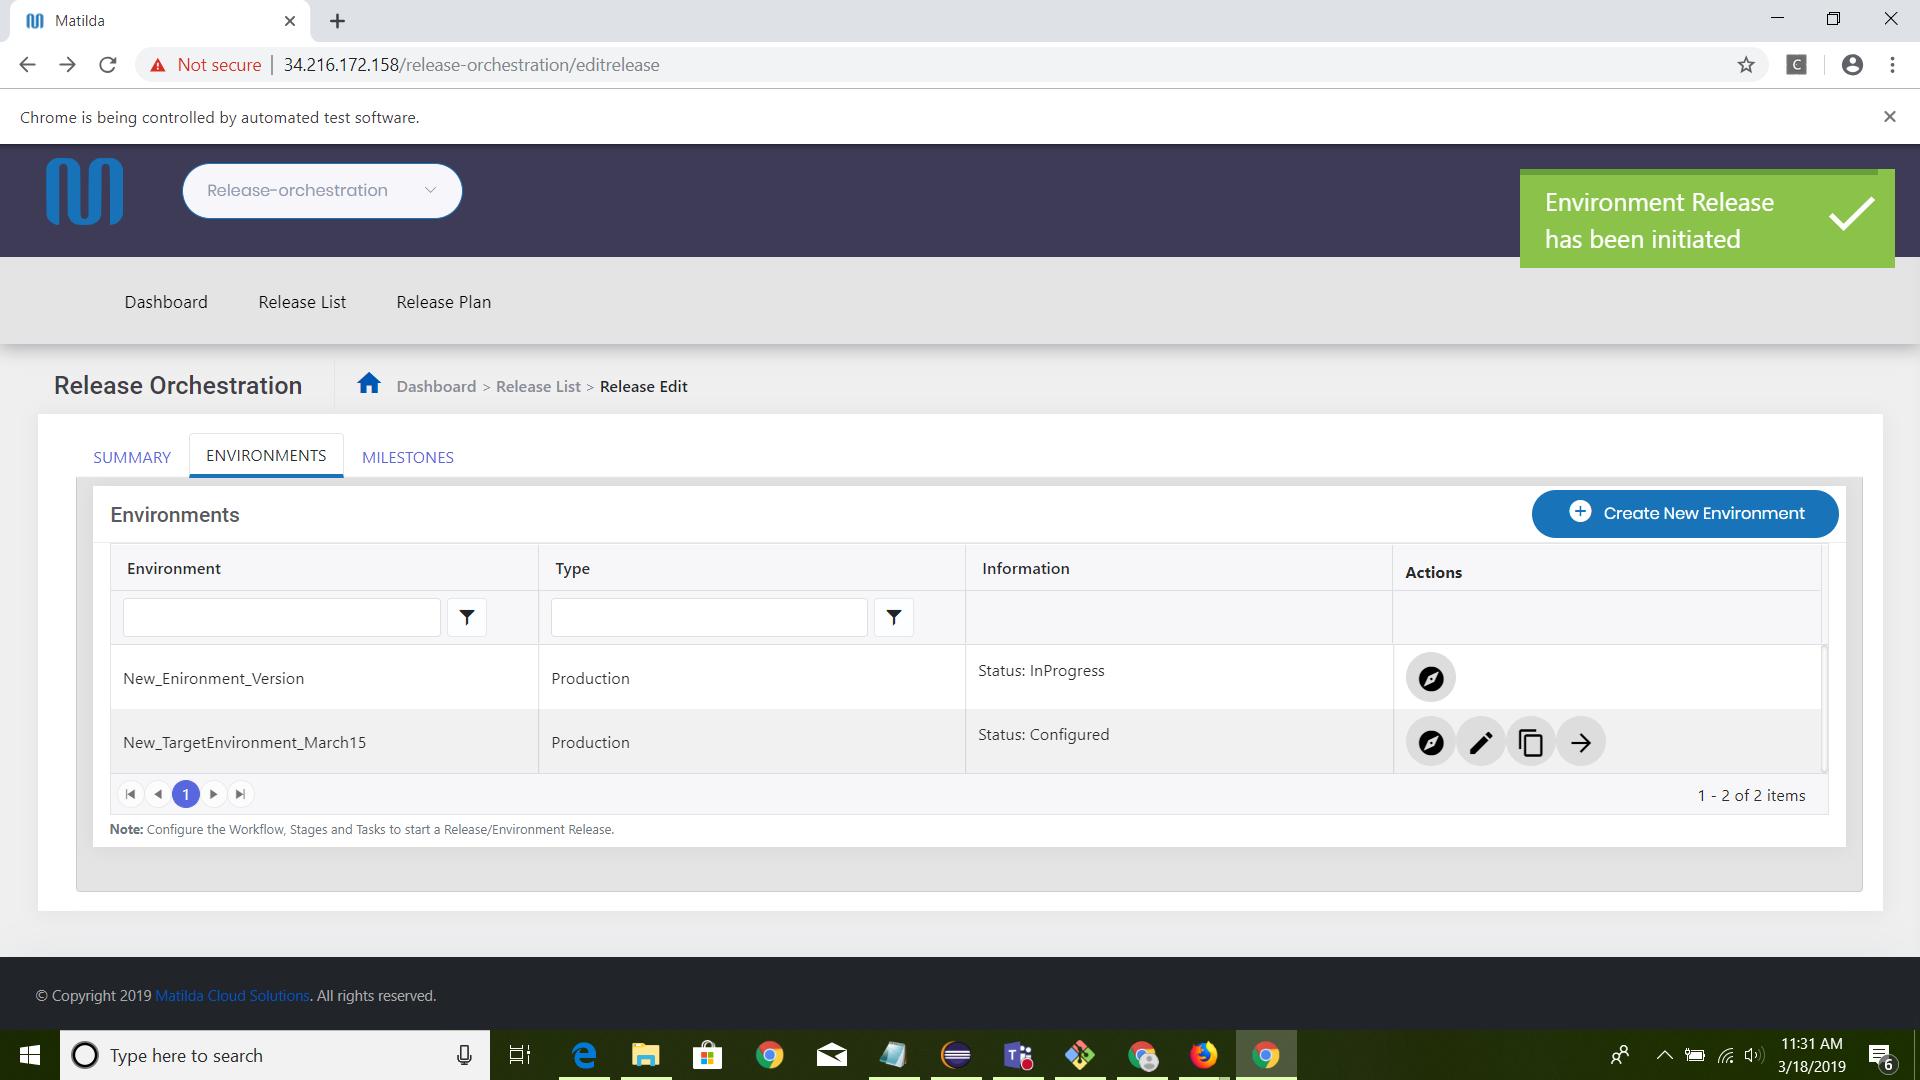 Matilda
Not secure 34.216.172.158/release-orchestration/editrelease
C
Chrome is being controlled by automated test software.
Release-orchestration
Environment Release
has been initiated
Dashboard Release List Release Plan
Release Orchestration Dashboard > Release List > Release Edit
SUMMARY ENVIRONMENTS MILESTONES
Environments Create New Environment
Environment Type Information Actions
New_Enironment_Version Production Status: InProgress
New_TargetEnvironment_March15 Production Status: Configured
1 1 - 2 of 2 items
Note: Configure the Workflow, Stages and Tasks to start a Release/Environment Release.
© Copyright 2019 Matilda Cloud Solutions. All rights reserved.
Type here to search
11:31 AM
3/18/2019
6